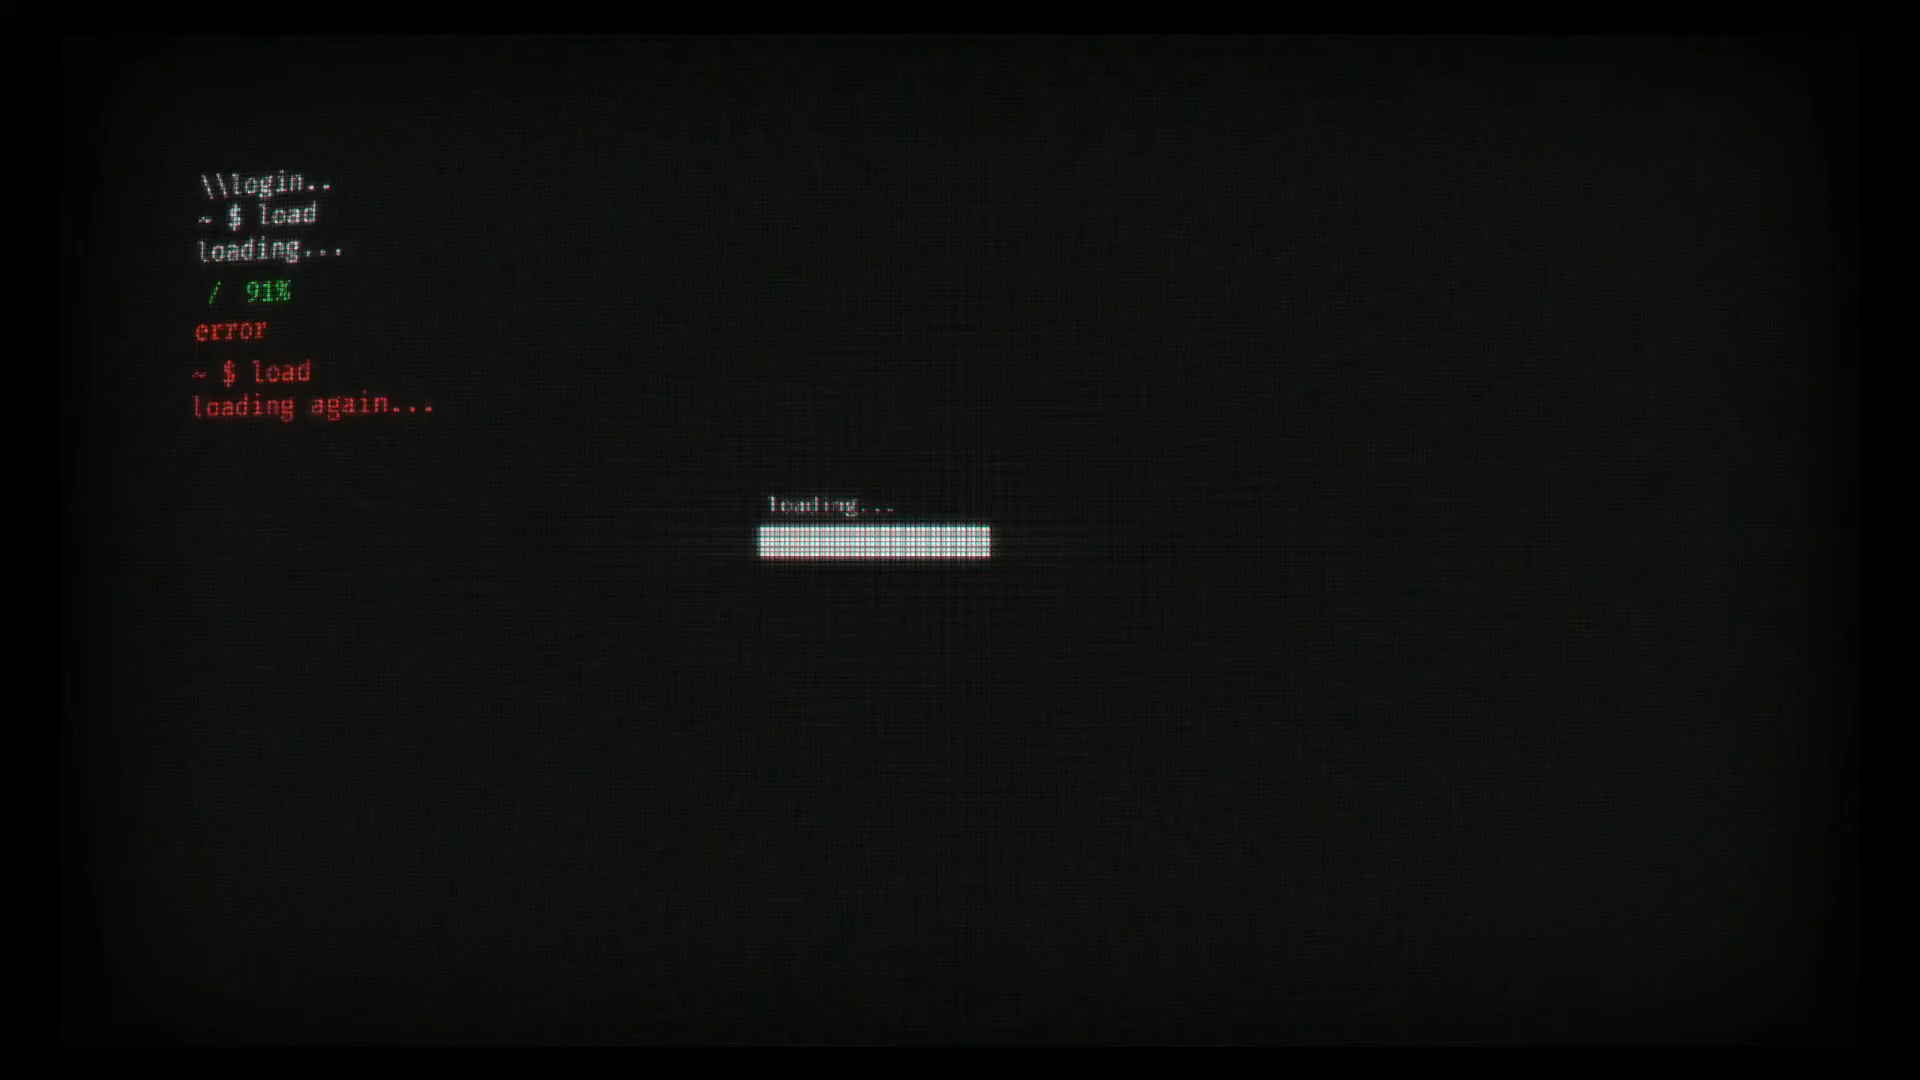 \\login..
~ $ load
loading...
/ 91%
error
~ $ load
loading again...
loading...